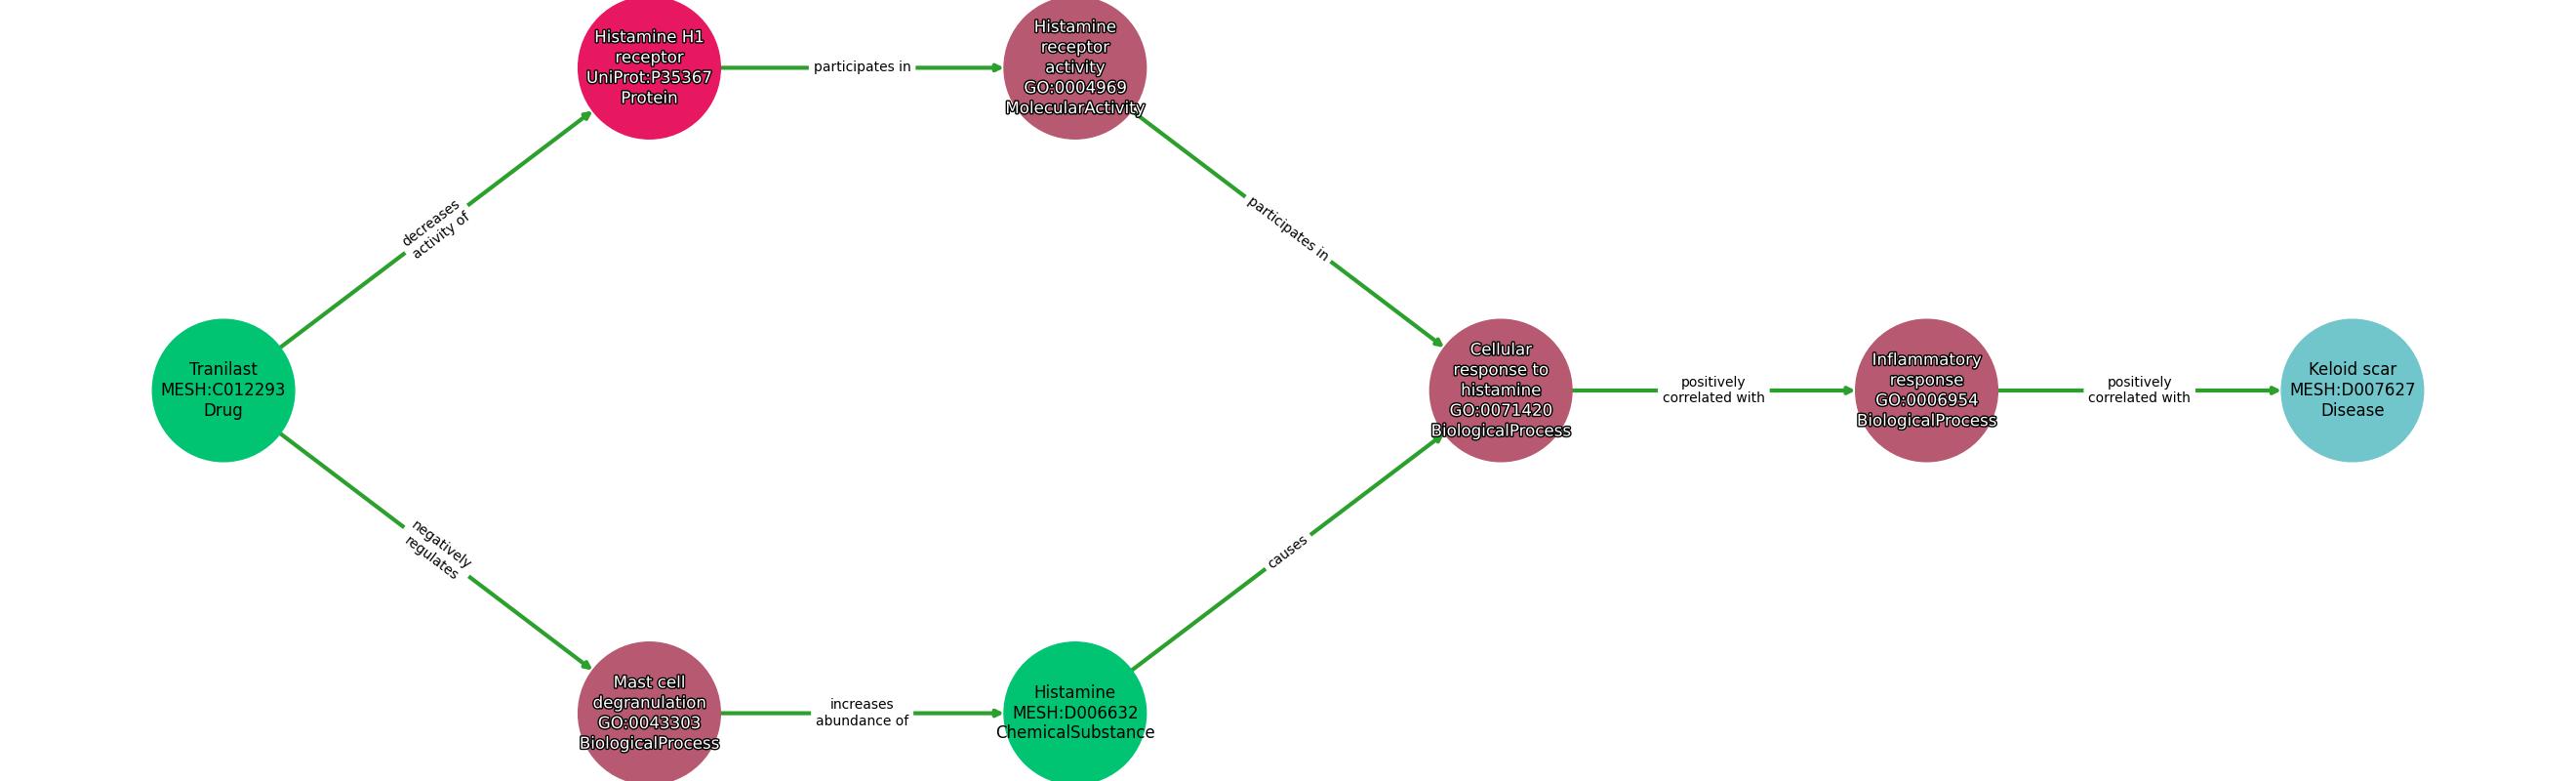 Histamine H1
receptor
UniProt:P35367
Protein
participates in
Histamine
receptor
activity
GO:0004969
MolecularActivity
decreases
activity of
participates in
Tranilast
MESH:C012293
Drug
Cellular
response to
histamine
GO:0071420
BiologicalProcess
positively
correlated with
Inflammatory
response
GO:0006954
BiologicalProcess
positively
correlated with
Keloid scar
MESH:D007627
Disease
negatively
regulates
causes
Mast cell
degranulation
GO:0043303
BiologicalProcess
increases
abundance of
Histamine
MESH:D006632
ChemicalSubstance